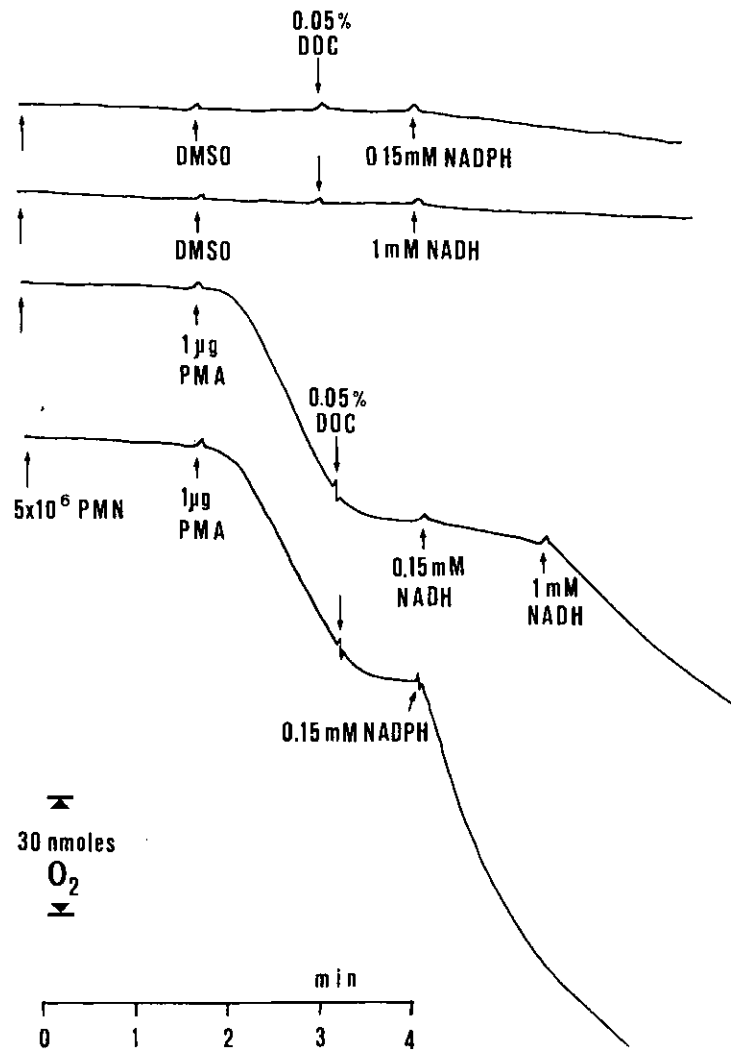 0.05%
DOC
DMSO
0.15mM NADPH
DMSO
1mM NADH
1µg
PMA
0.05%
DOC
5x10⁶ PMN
1µg
PMA
0.15mM
NADH
1mM
NADH
0.15mM NADPH
30 nmoles
O₂
min
0 1 2 3 4